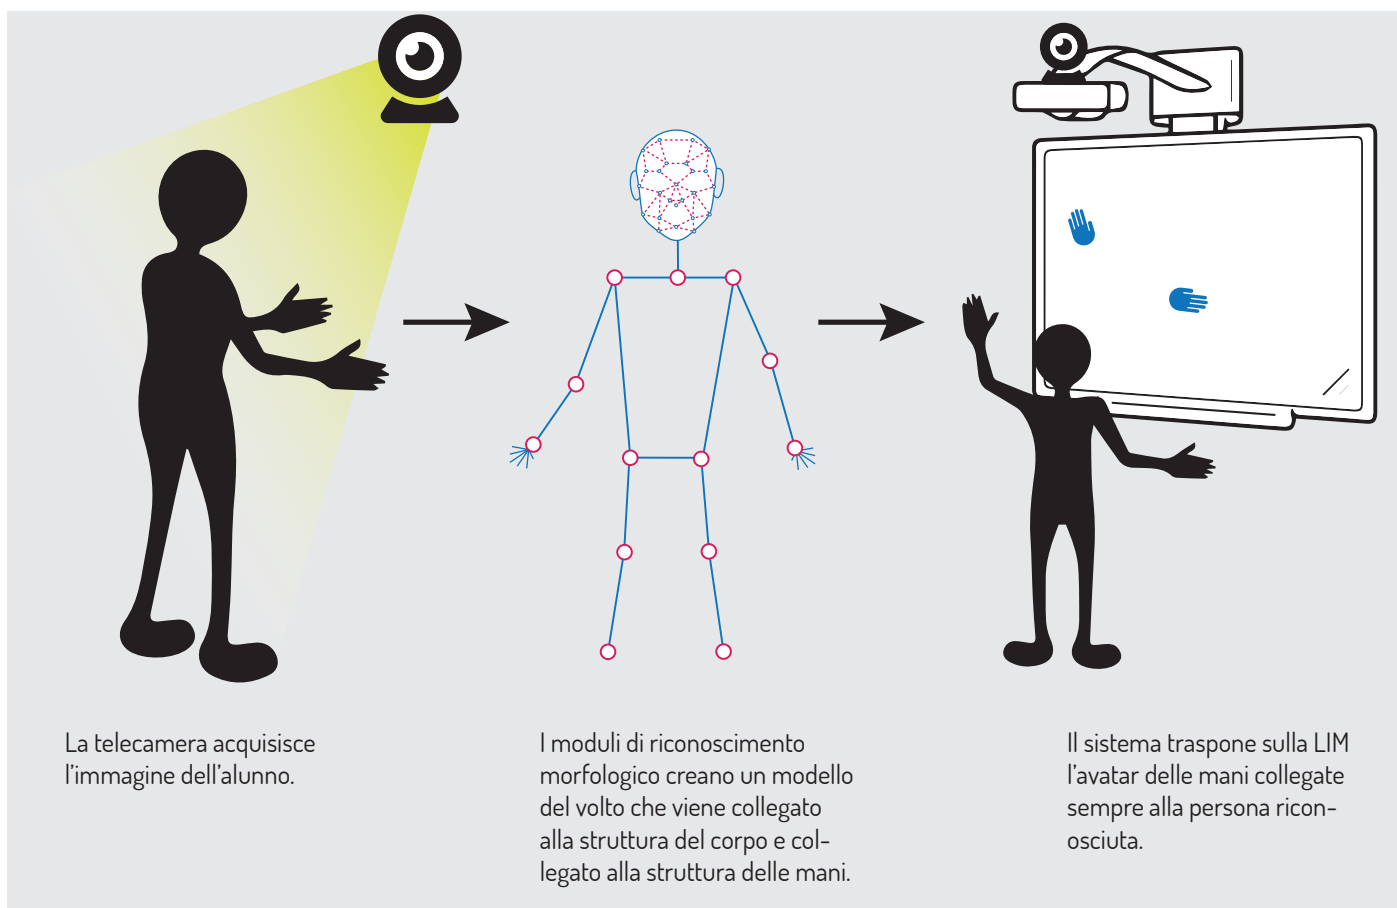 La telecamera acquisisce
l'immagine dell'alunno.
I moduli di riconoscimento
morfologico creano un modello
del volto che viene collegato
alla struttura del corpo e col-
legato alla struttura delle mani.
Il sistema traspone sulla LIM
l'avatar delle mani collegate
sempre alla persona ricon-
osciuta.